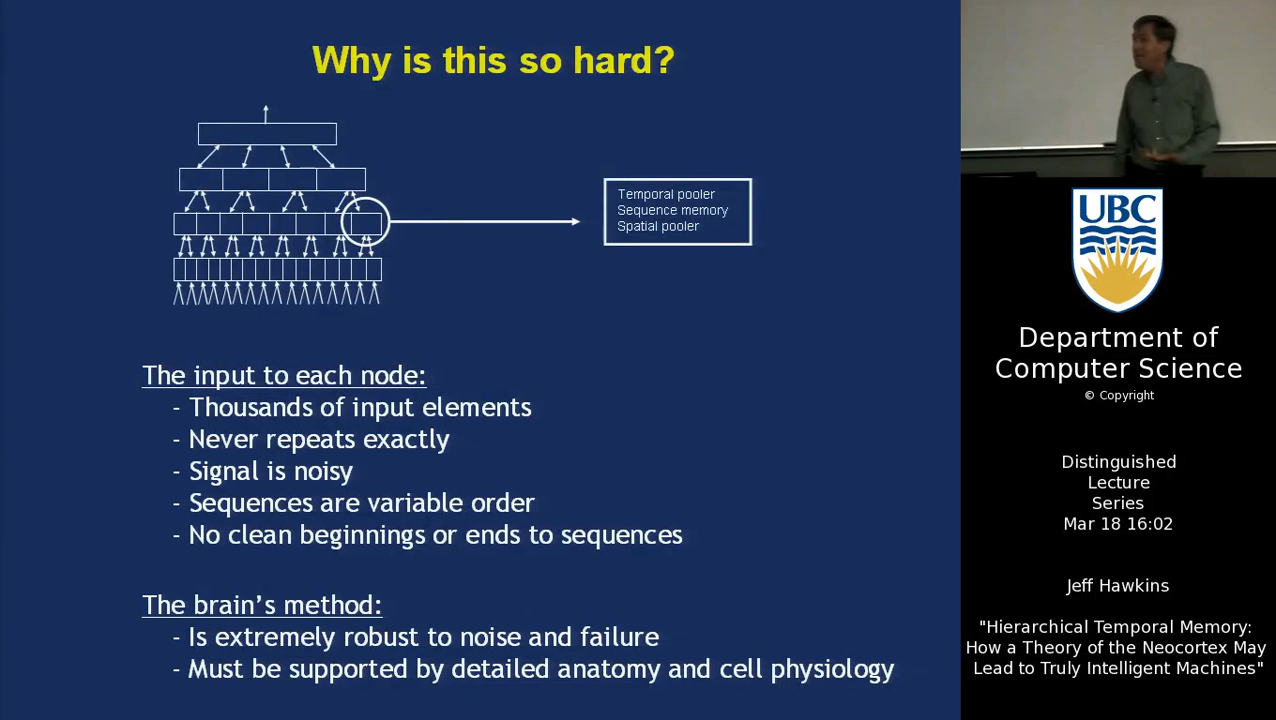 Why is this so hard?
Temporal pooler
Sequence memory
Spatial pooler
The input to each node:
- Thousands of input elements
- Never repeats exactly
- Signal is noisy
- Sequences are variable order
- No clean beginnings or ends to sequences
The brain's method:
- Is extremely robust to noise and failure
- Must be supported by detailed anatomy and cell physiology
UBC
Department of
Computer Science
© Copyright
Distinguished
Lecture
Series
Mar 18 16:02
Jeff Hawkins
"Hierarchical Temporal Memory:
How a Theory of the Neocortex May
Lead to Truly Intelligent Machines"